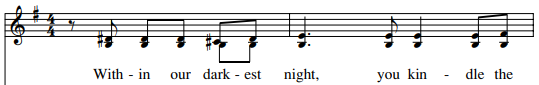 With - in our dark - est night, you kin - dle the